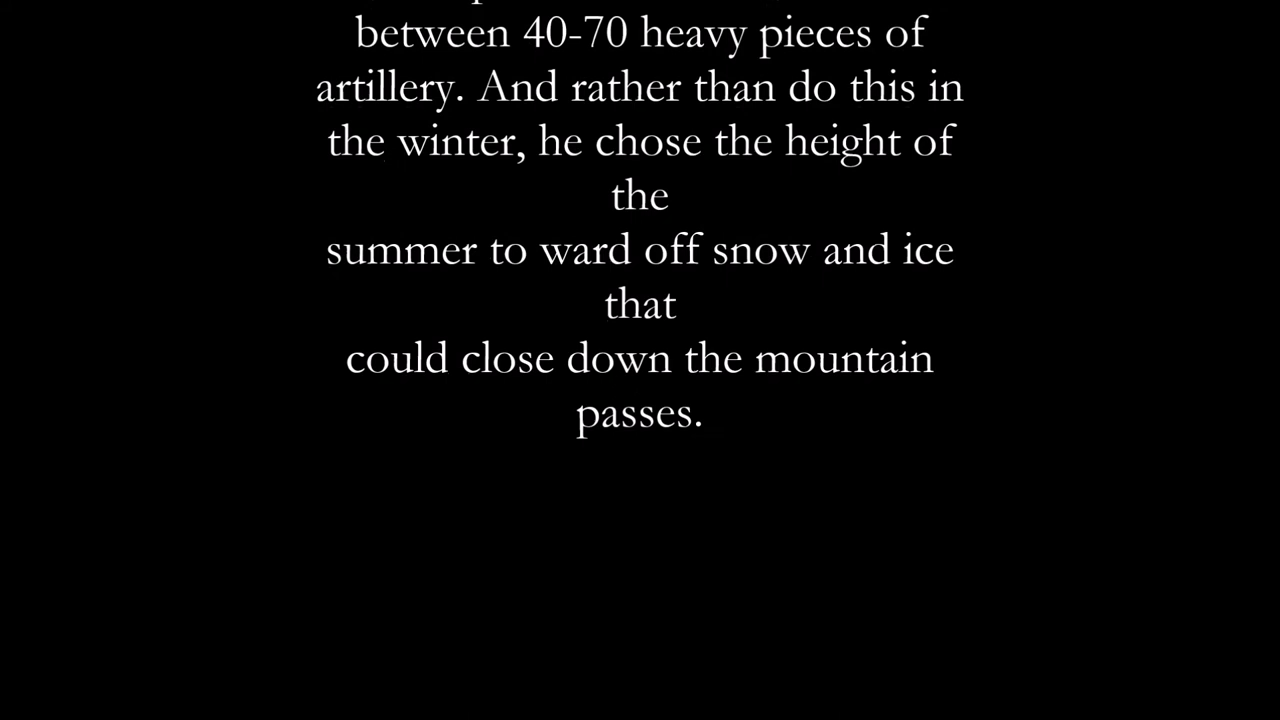 between 40-70 heavy pieces of
artillery. And rather than do this in
the winter, he chose the height of
the
summer to ward off snow and ice
that
could close down the mountain
passes.